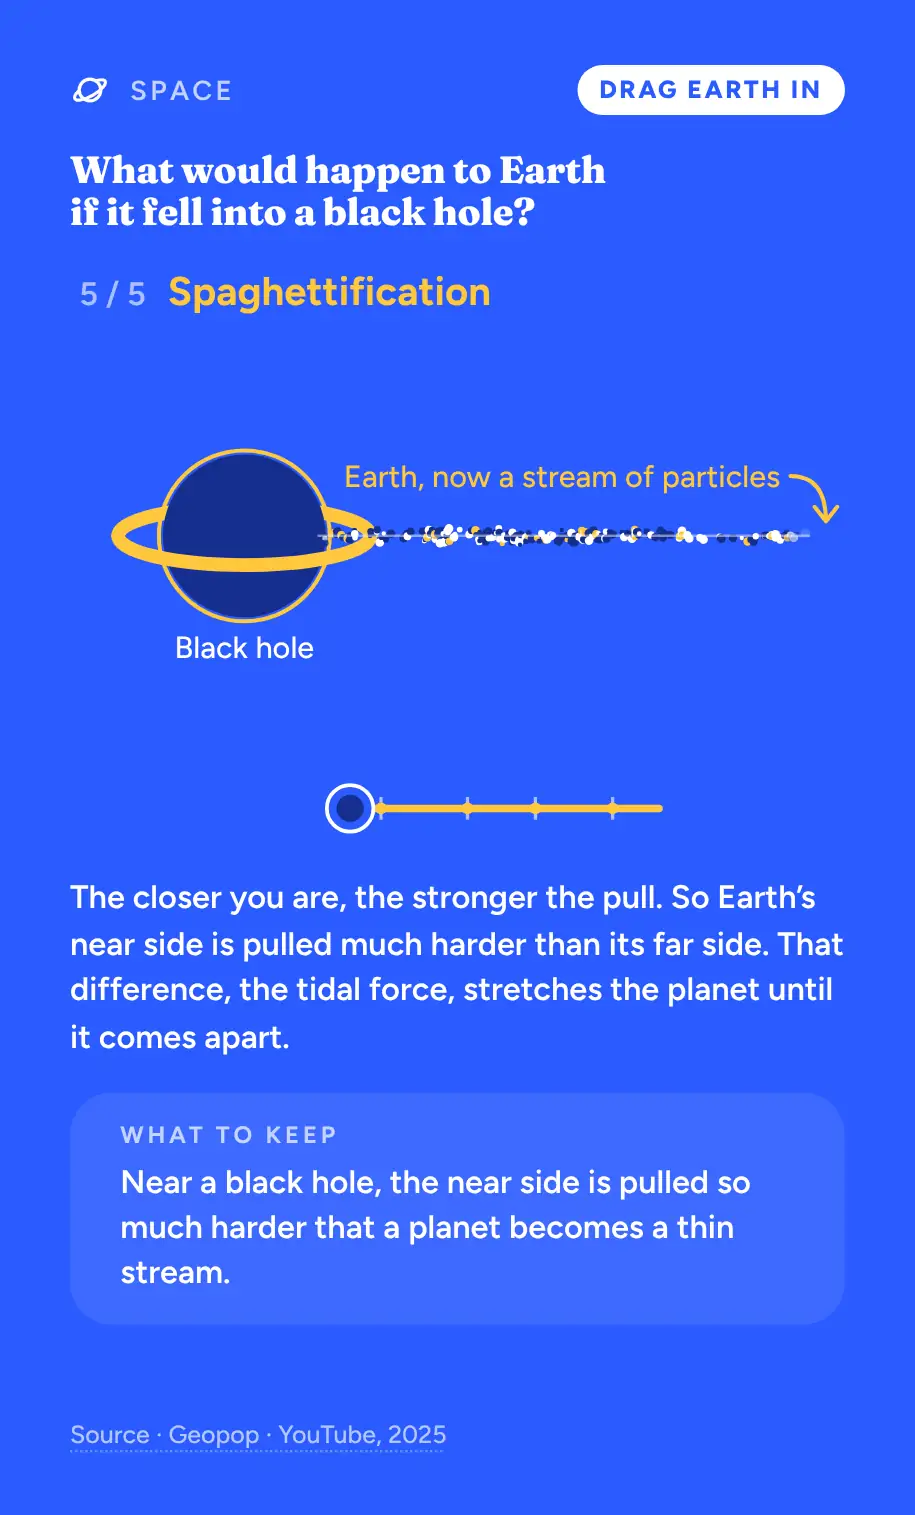 SPACE
DRAG EARTH IN
What would happen to Earth
if it fell into a black hole?
5 / 5 Spaghettification
Earth, now a stream of particles
Black hole
The closer you are, the stronger the pull. So Earth’s
near side is pulled much harder than its far side. That
difference, the tidal force, stretches the planet until
it comes apart.
WHAT TO KEEP
Near a black hole, the near side is pulled so
much harder that a planet becomes a thin
stream.
Source · Geopop · YouTube, 2025